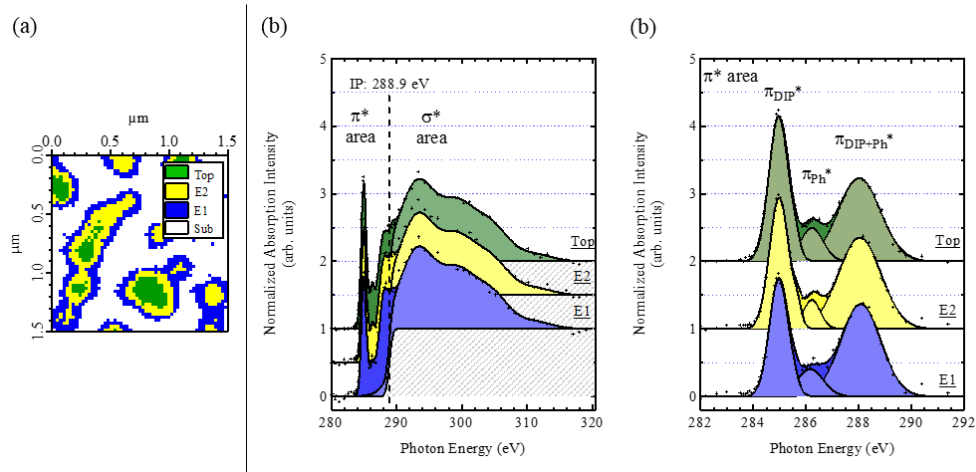 (a)
µm
0.0 0.5 1.0 1.5
0.0
0.5
1.0
1.5
µm
Top
E2
E1
Sub
(b)
IP: 288.9 eV
π*
area
σ*
area
Top
E2
E1
5
4
3
2
1
0
Normalized Absorption Intensity
(arb. units)
280 290 300 310 320
Photon Energy (eV)
(b)
π* area
πDIP*
πPh*
πDIP+Ph*
Top
E2
E1
5
4
3
2
1
0
Normalized Absorption Intensity
(arb. units)
282 284 286 288 290 292
Photon Energy (eV)